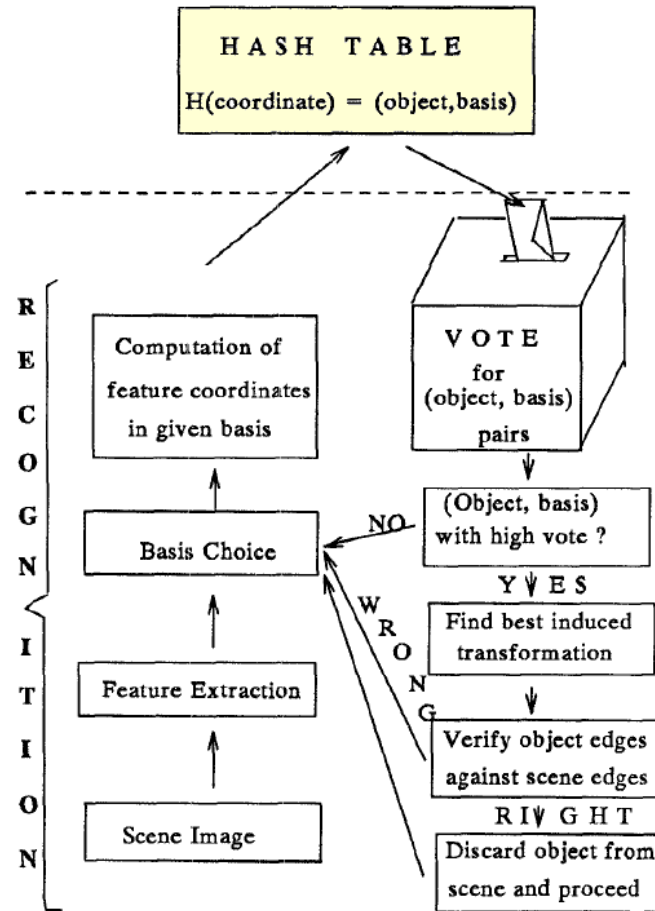 HASH TABLE
H(coordinate) = (object,basis)
RECOGNITION
Computation of
feature coordinates
in given basis
Basis Choice
Feature Extraction
Scene Image
VOTE
for
(object, basis)
pairs
(Object, basis)
with high vote ?
NO
YES
Find best induced
transformation
WRONG
Verify object edges
against scene edges
RIGHT
Discard object from
scene and proceed